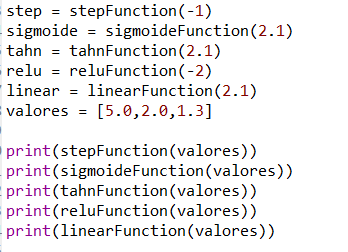 step = stepFunction(-1)
sigmoide = sigmoideFunction(2.1)
tahn = tahnFunction(2.1)
relu = reluFunction(-2)
linear = linearFunction(2.1)
valores = [5.0,2.0,1.3]
print(stepFunction(valores))
print(sigmoideFunction(valores))
print(tahnFunction(valores))
print(reluFunction(valores))
print(linearFunction(valores))